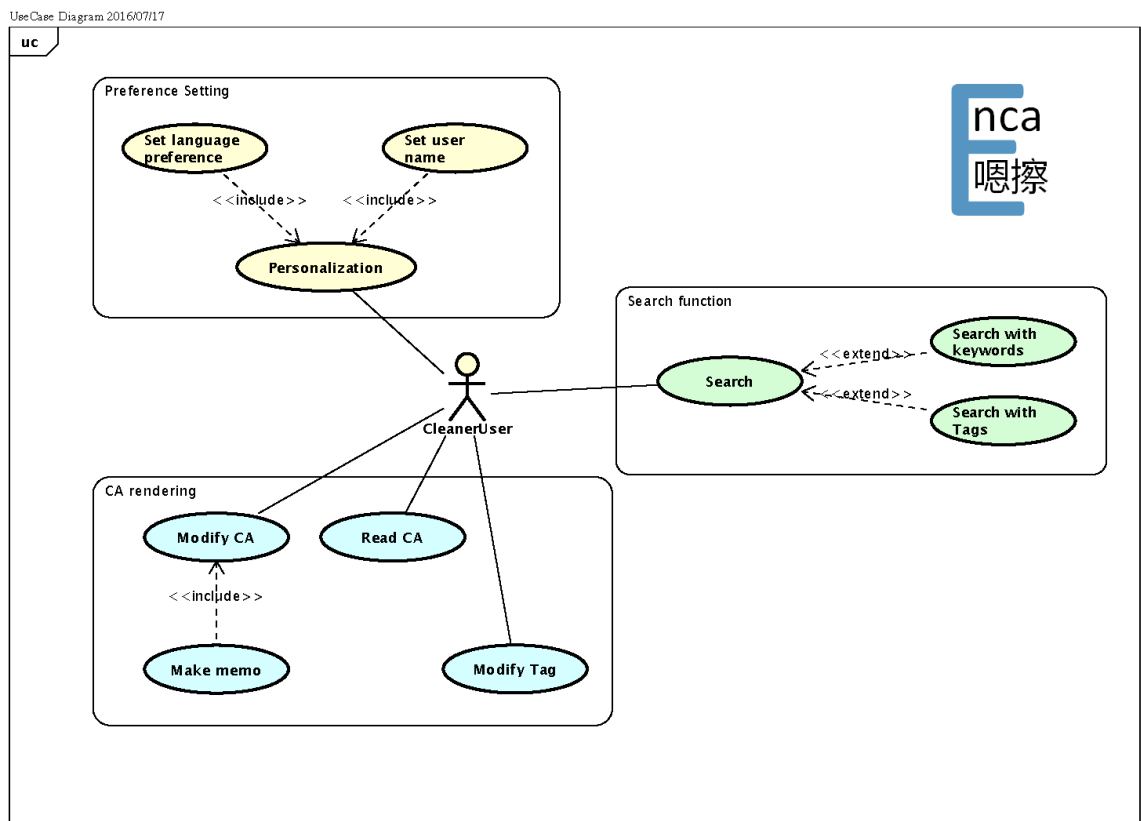 UseCase Diagram 2016/07/17
uc
Preference Setting
Set language
preference
Set user
name
<<include>>
<<include>>
Personalization
Enca
嗯擦
Search function
Search with
keywords
<<extend>>
Search
<<extend>>
Search with
Tags
CleanerUser
CA rendering
Modify CA
Read CA
<<include>>
Make memo
Modify Tag